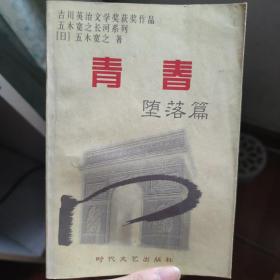 吉川英治文学奖获奖作品
五木宽之长河系列
[日] 五木宽之 著
青春
堕落篇
时代文艺出版社